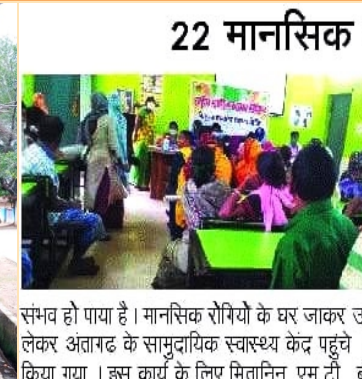 22 मानसिक
संभव हो पाया है। मानसिक रोगियों के घर जाकर
लेकर अंतागढ के सामुदायिक स्वास्थ्य केंद्र पहुंचे
किया गया। इस कार्य के लिए मितानिन, एम.टी.